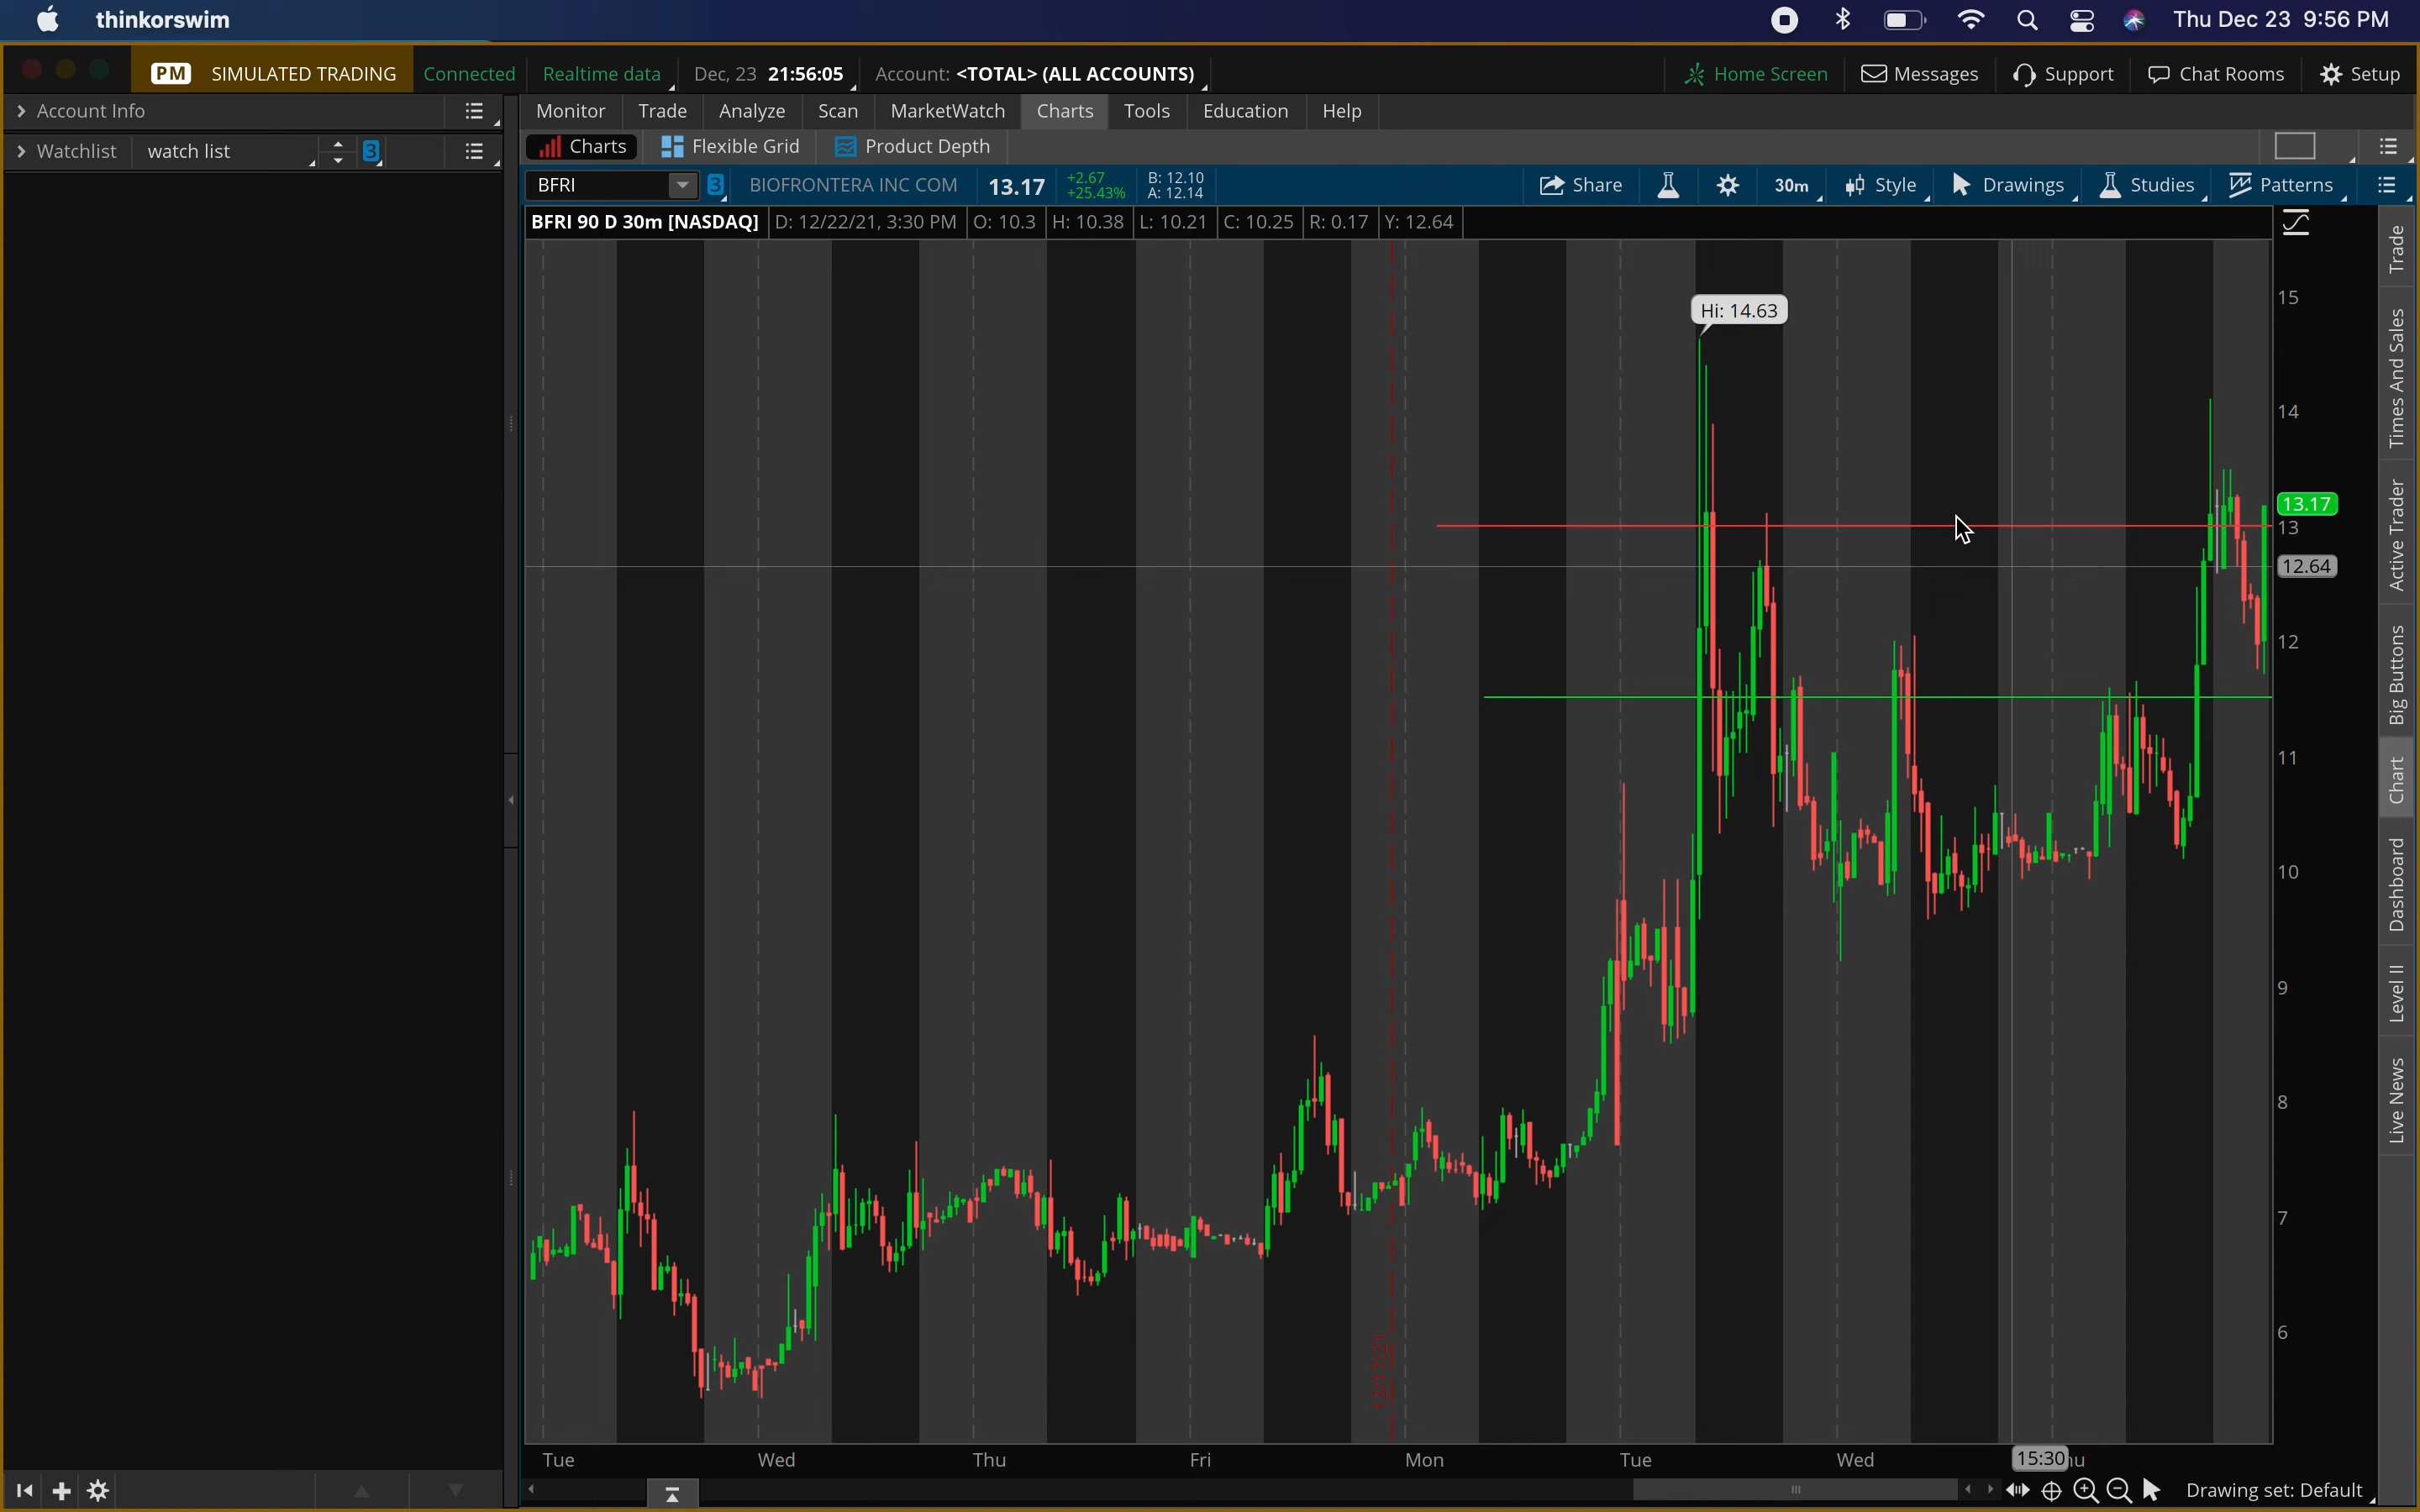 thinkorswim
Thu Dec 23 9:56 PM
PM SIMULATED TRADING Connected Realtime data Dec, 23 21:56:05 Account: <TOTAL> (ALL ACCOUNTS) Home Screen Messages Support Chat Rooms Setup
Account Info
Monitor Trade Analyze Scan MarketWatch Charts Tools Education Help
Watchlist watch list 3
Charts Flexible Grid Product Depth
BFRI 3 BIOFRONTERA INC COM 13.17 +2.67 +25.43% B: 12.10 A: 12.14 Share 30m Style Drawings Studies Patterns
BFRI 90 D 30m [NASDAQ] D: 12/22/21, 3:30 PM O: 10.3 H: 10.38 L: 10.21 C: 10.25 R: 0.17 Y: 12.64
Hi: 14.63
15
14
13.17
13
12.64
12
11
10
9
8
7
6
12/17/21
Trade
Times And Sales
Active Trader
Big Buttons
Chart
Dashboard
Level II
Live News
Tue Wed Thu Fri Mon Tue Wed 15:30 nu
Drawing set: Default